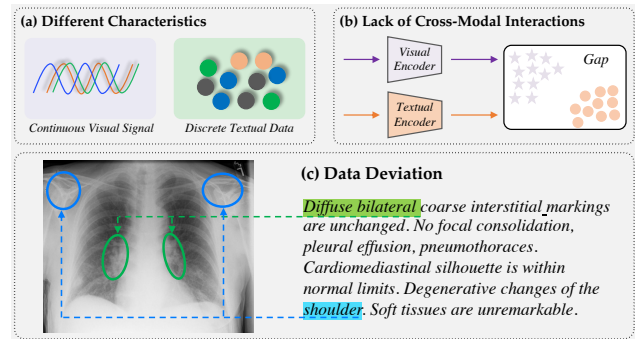 (a) Different Characteristics
Continuous Visual Signal
Discrete Textual Data
(b) Lack of Cross-Modal Interactions
Visual
Encoder
Textual
Encoder
Gap
(c) Data Deviation
Diffuse bilateral coarse interstitial markings
are unchanged. No focal consolidation,
pleural effusion, pneumothoraces.
Cardiomediastinal silhouette is within
normal limits. Degenerative changes of the
shoulder. Soft tissues are unremarkable.